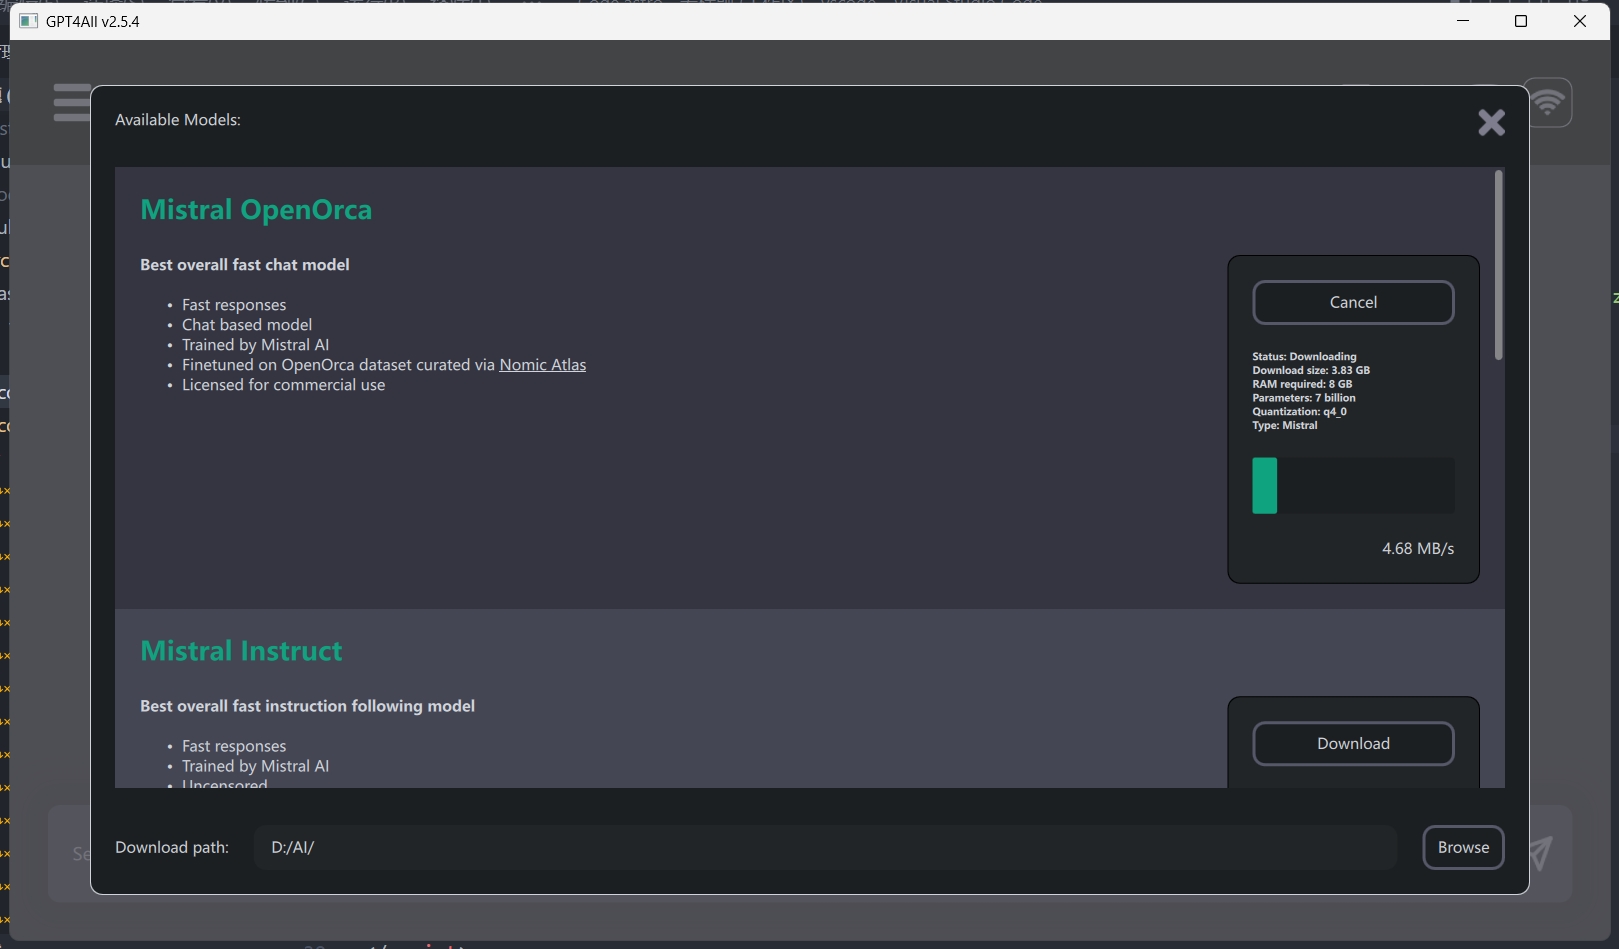 GPT4All v2.5.4
Available Models:
Mistral OpenOrca
Best overall fast chat model
• Fast responses
• Chat based model
• Trained by Mistral AI
• Finetuned on OpenOrca dataset curated via Nomic Atlas
• Licensed for commercial use
Cancel
Status: Downloading
Download size: 3.83 GB
RAM required: 8 GB
Parameters: 7 billion
Quantization: q4_0
Type: Mistral
4.68 MB/s
Mistral Instruct
Best overall fast instruction following model
• Fast responses
• Trained by Mistral AI
• Uncensored
Download
Download path:
D:/AI/
Browse